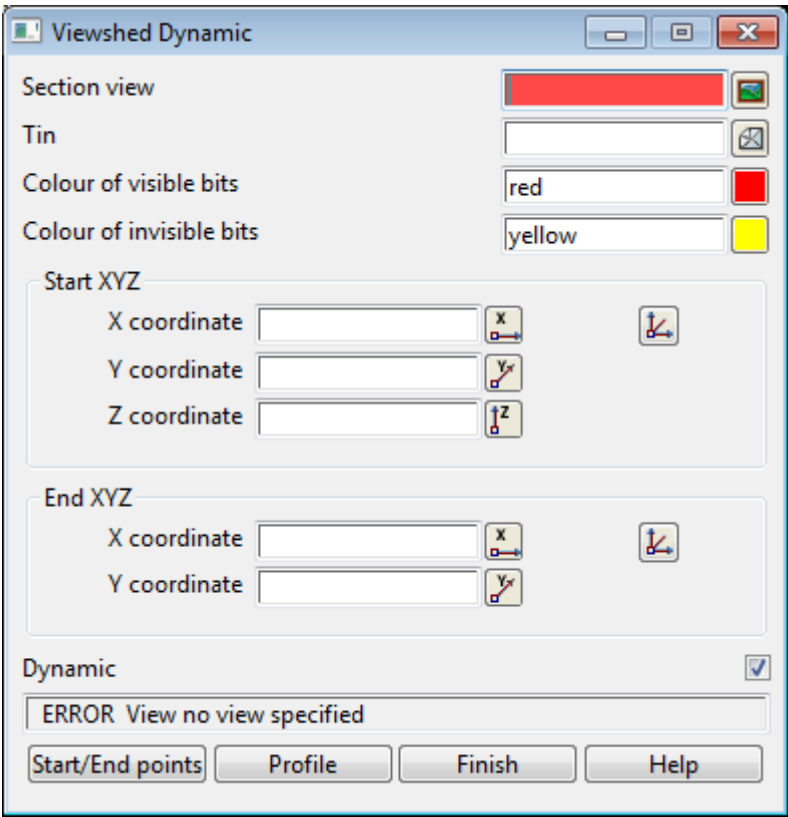 Viewshed Dynamic
Section view
Tin
Colour of visible bits red
Colour of invisible bits yellow
Start XYZ
X coordinate X
Y coordinate Y
Z coordinate Z
End XYZ
X coordinate X
Y coordinate Y
Dynamic
ERROR View no view specified
Start/End points Profile Finish Help